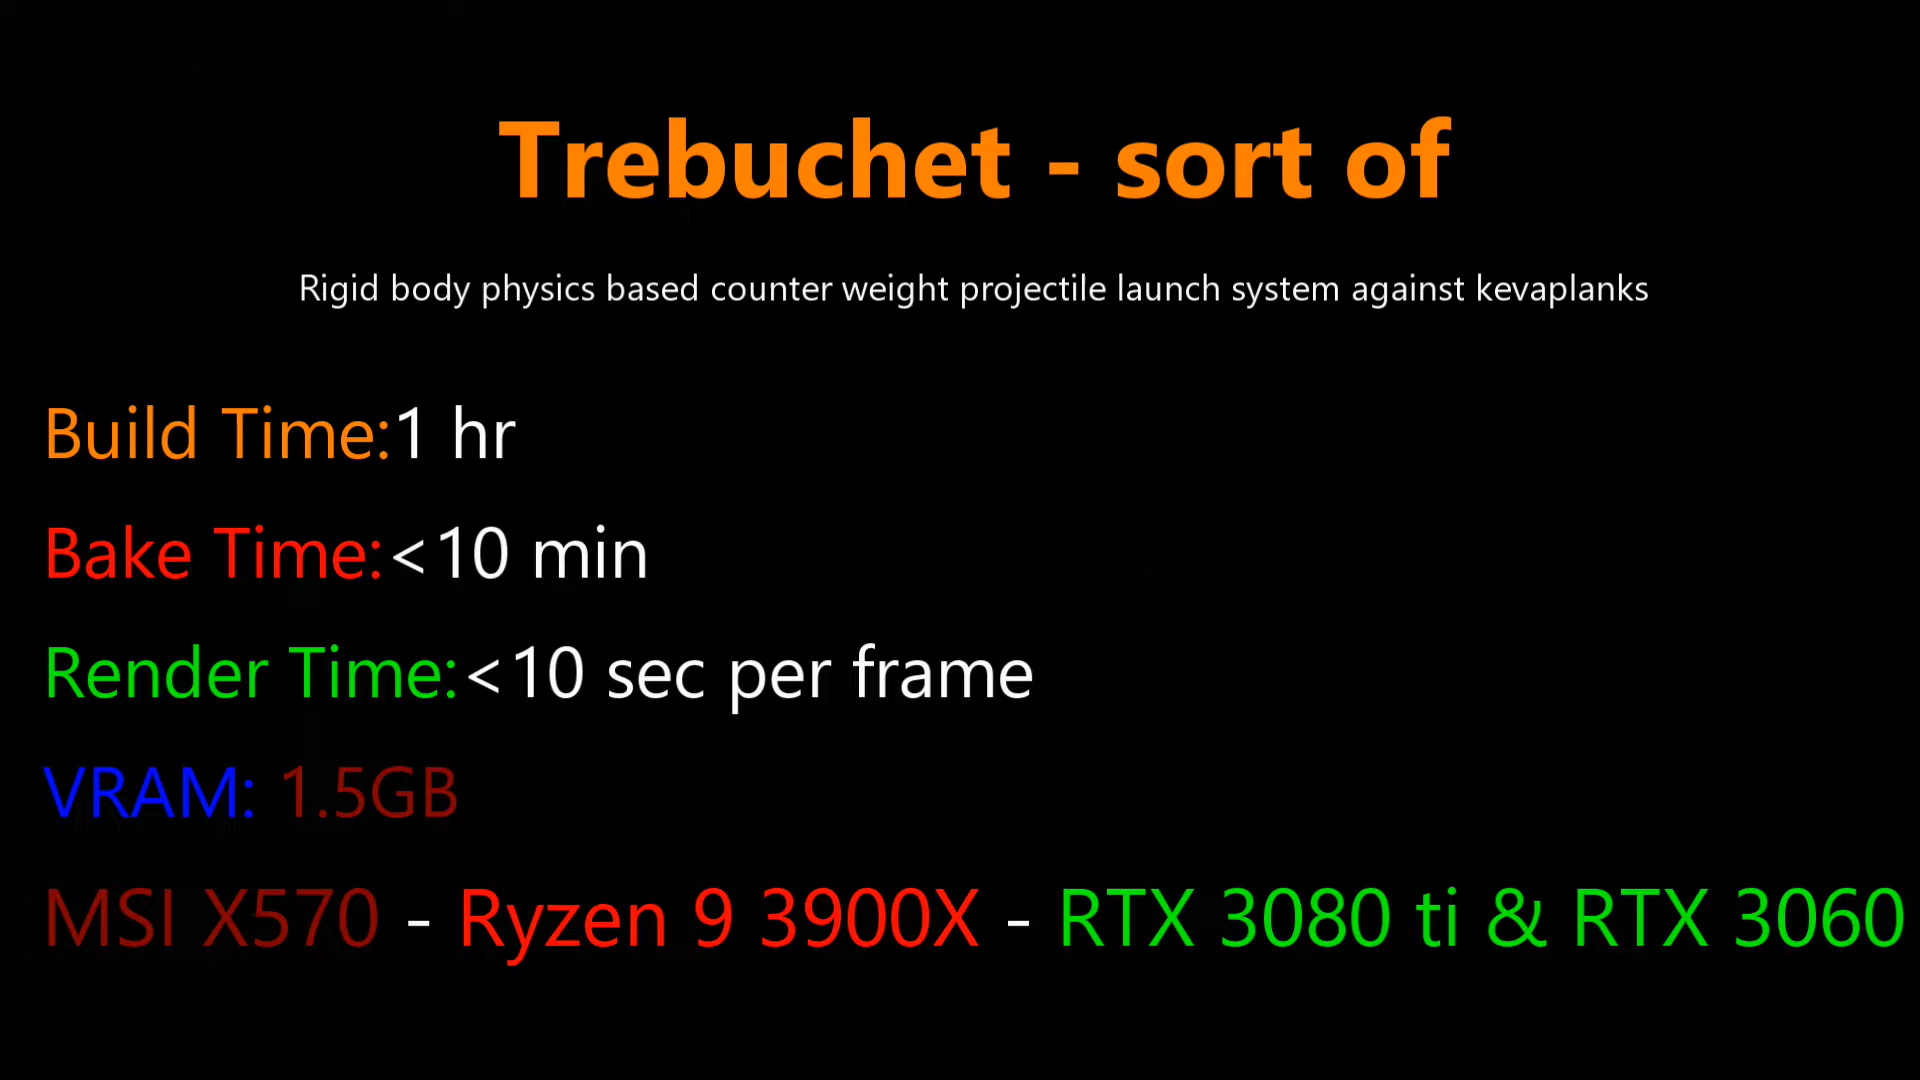 Trebuchet - sort of
Rigid body physics based counter weight projectile launch system against kevaplanks
Build Time:1 hr
Bake Time:<10 min
Render Time:<10 sec per frame
VRAM: 1.5GB
MSI X570 - Ryzen 9 3900X - RTX 3080 ti & RTX 3060